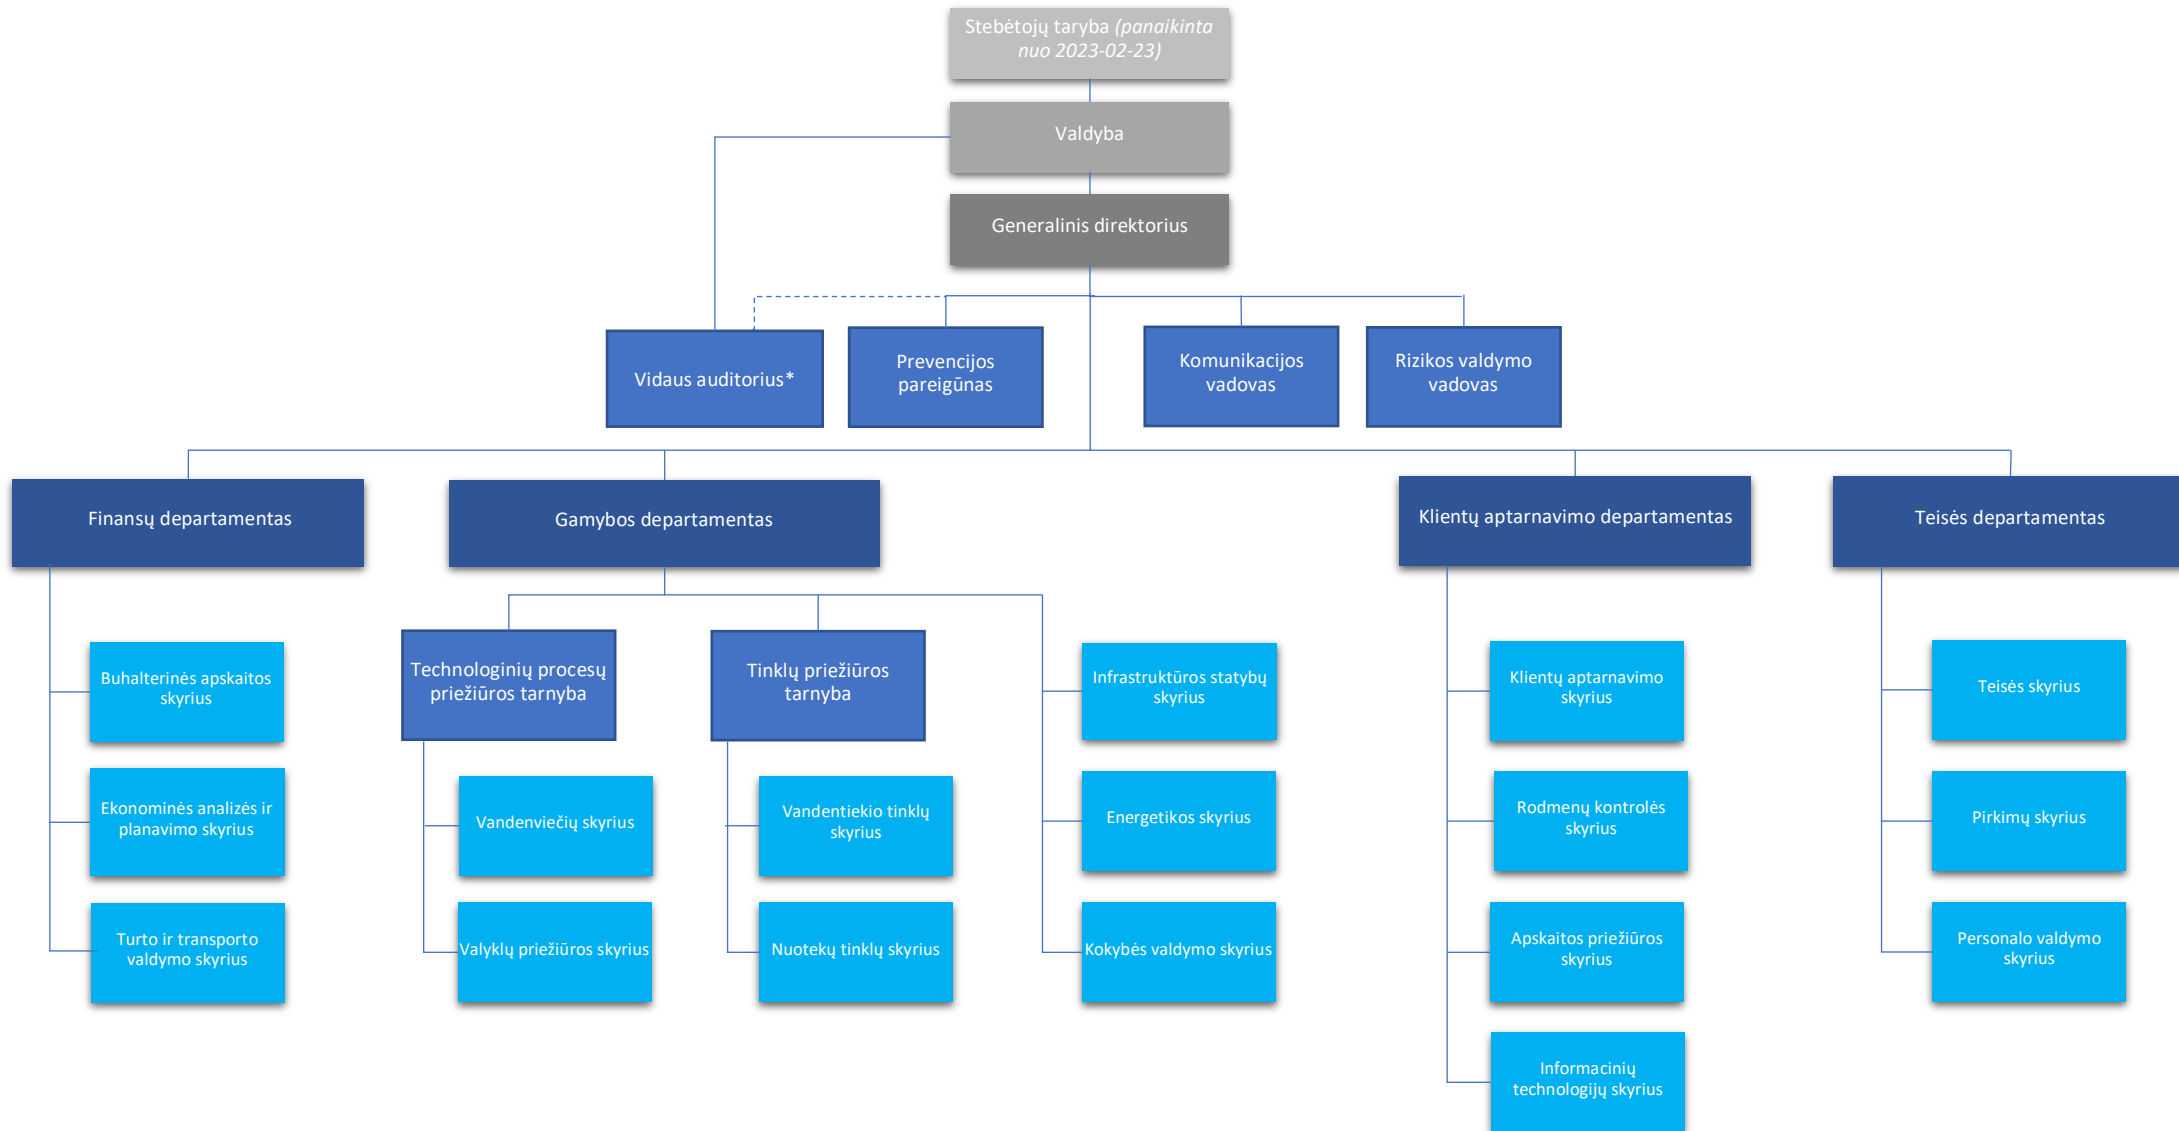 Stebėtojų taryba (panaikinta
nuo 2023-02-23)
Valdyba
Generalinis direktorius
Vidaus auditorius*
Prevencijos
pareigūnas
Komunikacijos
vadovas
Rizikos valdymo
vadovas
Finansų departamentas
Gamybos departamentas
Klientų aptarnavimo departamentas
Teisės departamentas
Buhalterinės apskaitos
skyrius
Ekonominės analizės ir
planavimo skyrius
Turto ir transporto
valdymo skyrius
Technologinių procesų
priežiūros tarnyba
Vandenviečių skyrius
Valyklų priežiūros skyrius
Tinklų priežiūros
tarnyba
Vandentiekio tinklų
skyrius
Nuotekų tinklų skyrius
Infrastruktūros statybų
skyrius
Energetikos skyrius
Kokybės valdymo skyrius
Klientų aptarnavimo
skyrius
Rodmenų kontrolės
skyrius
Apskaitos priežiūros
skyrius
Informacinių
technologijų skyrius
Teisės skyrius
Pirkimų skyrius
Personalo valdymo
skyrius